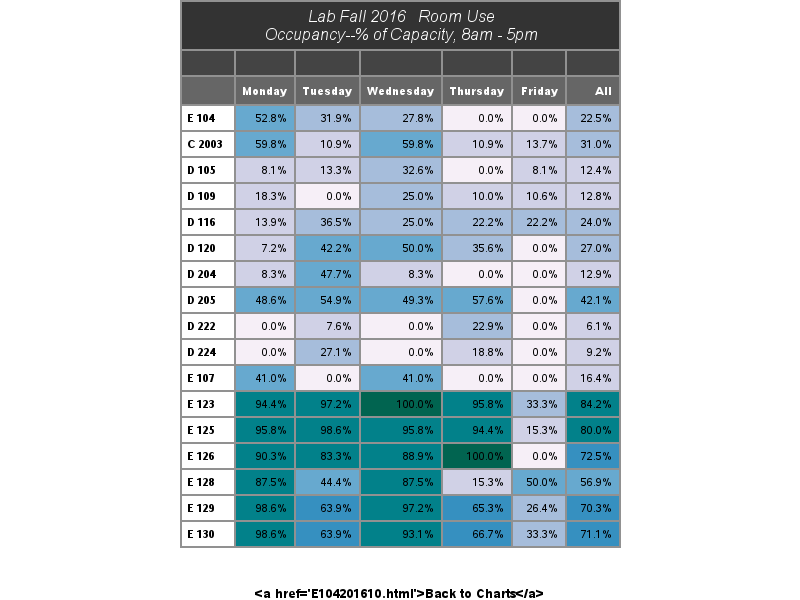 Lab Fall 2016 Room Use
Occupancy--% of Capacity, 8am - 5pm
Monday Tuesday Wednesday Thursday Friday All
E 104 52.8% 31.9% 27.8% 0.0% 0.0% 22.5%
C 2003 59.8% 10.9% 59.8% 10.9% 13.7% 31.0%
D 105 8.1% 13.3% 32.6% 0.0% 8.1% 12.4%
D 109 18.3% 0.0% 25.0% 10.0% 10.6% 12.8%
D 116 13.9% 36.5% 25.0% 22.2% 22.2% 24.0%
D 120 7.2% 42.2% 50.0% 35.6% 0.0% 27.0%
D 204 8.3% 47.7% 8.3% 0.0% 0.0% 12.9%
D 205 48.6% 54.9% 49.3% 57.6% 0.0% 42.1%
D 222 0.0% 7.6% 0.0% 22.9% 0.0% 6.1%
D 224 0.0% 27.1% 0.0% 18.8% 0.0% 9.2%
E 107 41.0% 0.0% 41.0% 0.0% 0.0% 16.4%
E 123 94.4% 97.2% 100.0% 95.8% 33.3% 84.2%
E 125 95.8% 98.6% 95.8% 94.4% 15.3% 80.0%
E 126 90.3% 83.3% 88.9% 100.0% 0.0% 72.5%
E 128 87.5% 44.4% 87.5% 15.3% 50.0% 56.9%
E 129 98.6% 63.9% 97.2% 65.3% 26.4% 70.3%
E 130 98.6% 63.9% 93.1% 66.7% 33.3% 71.1%
<a href='E104201610.html'>Back to Charts</a>